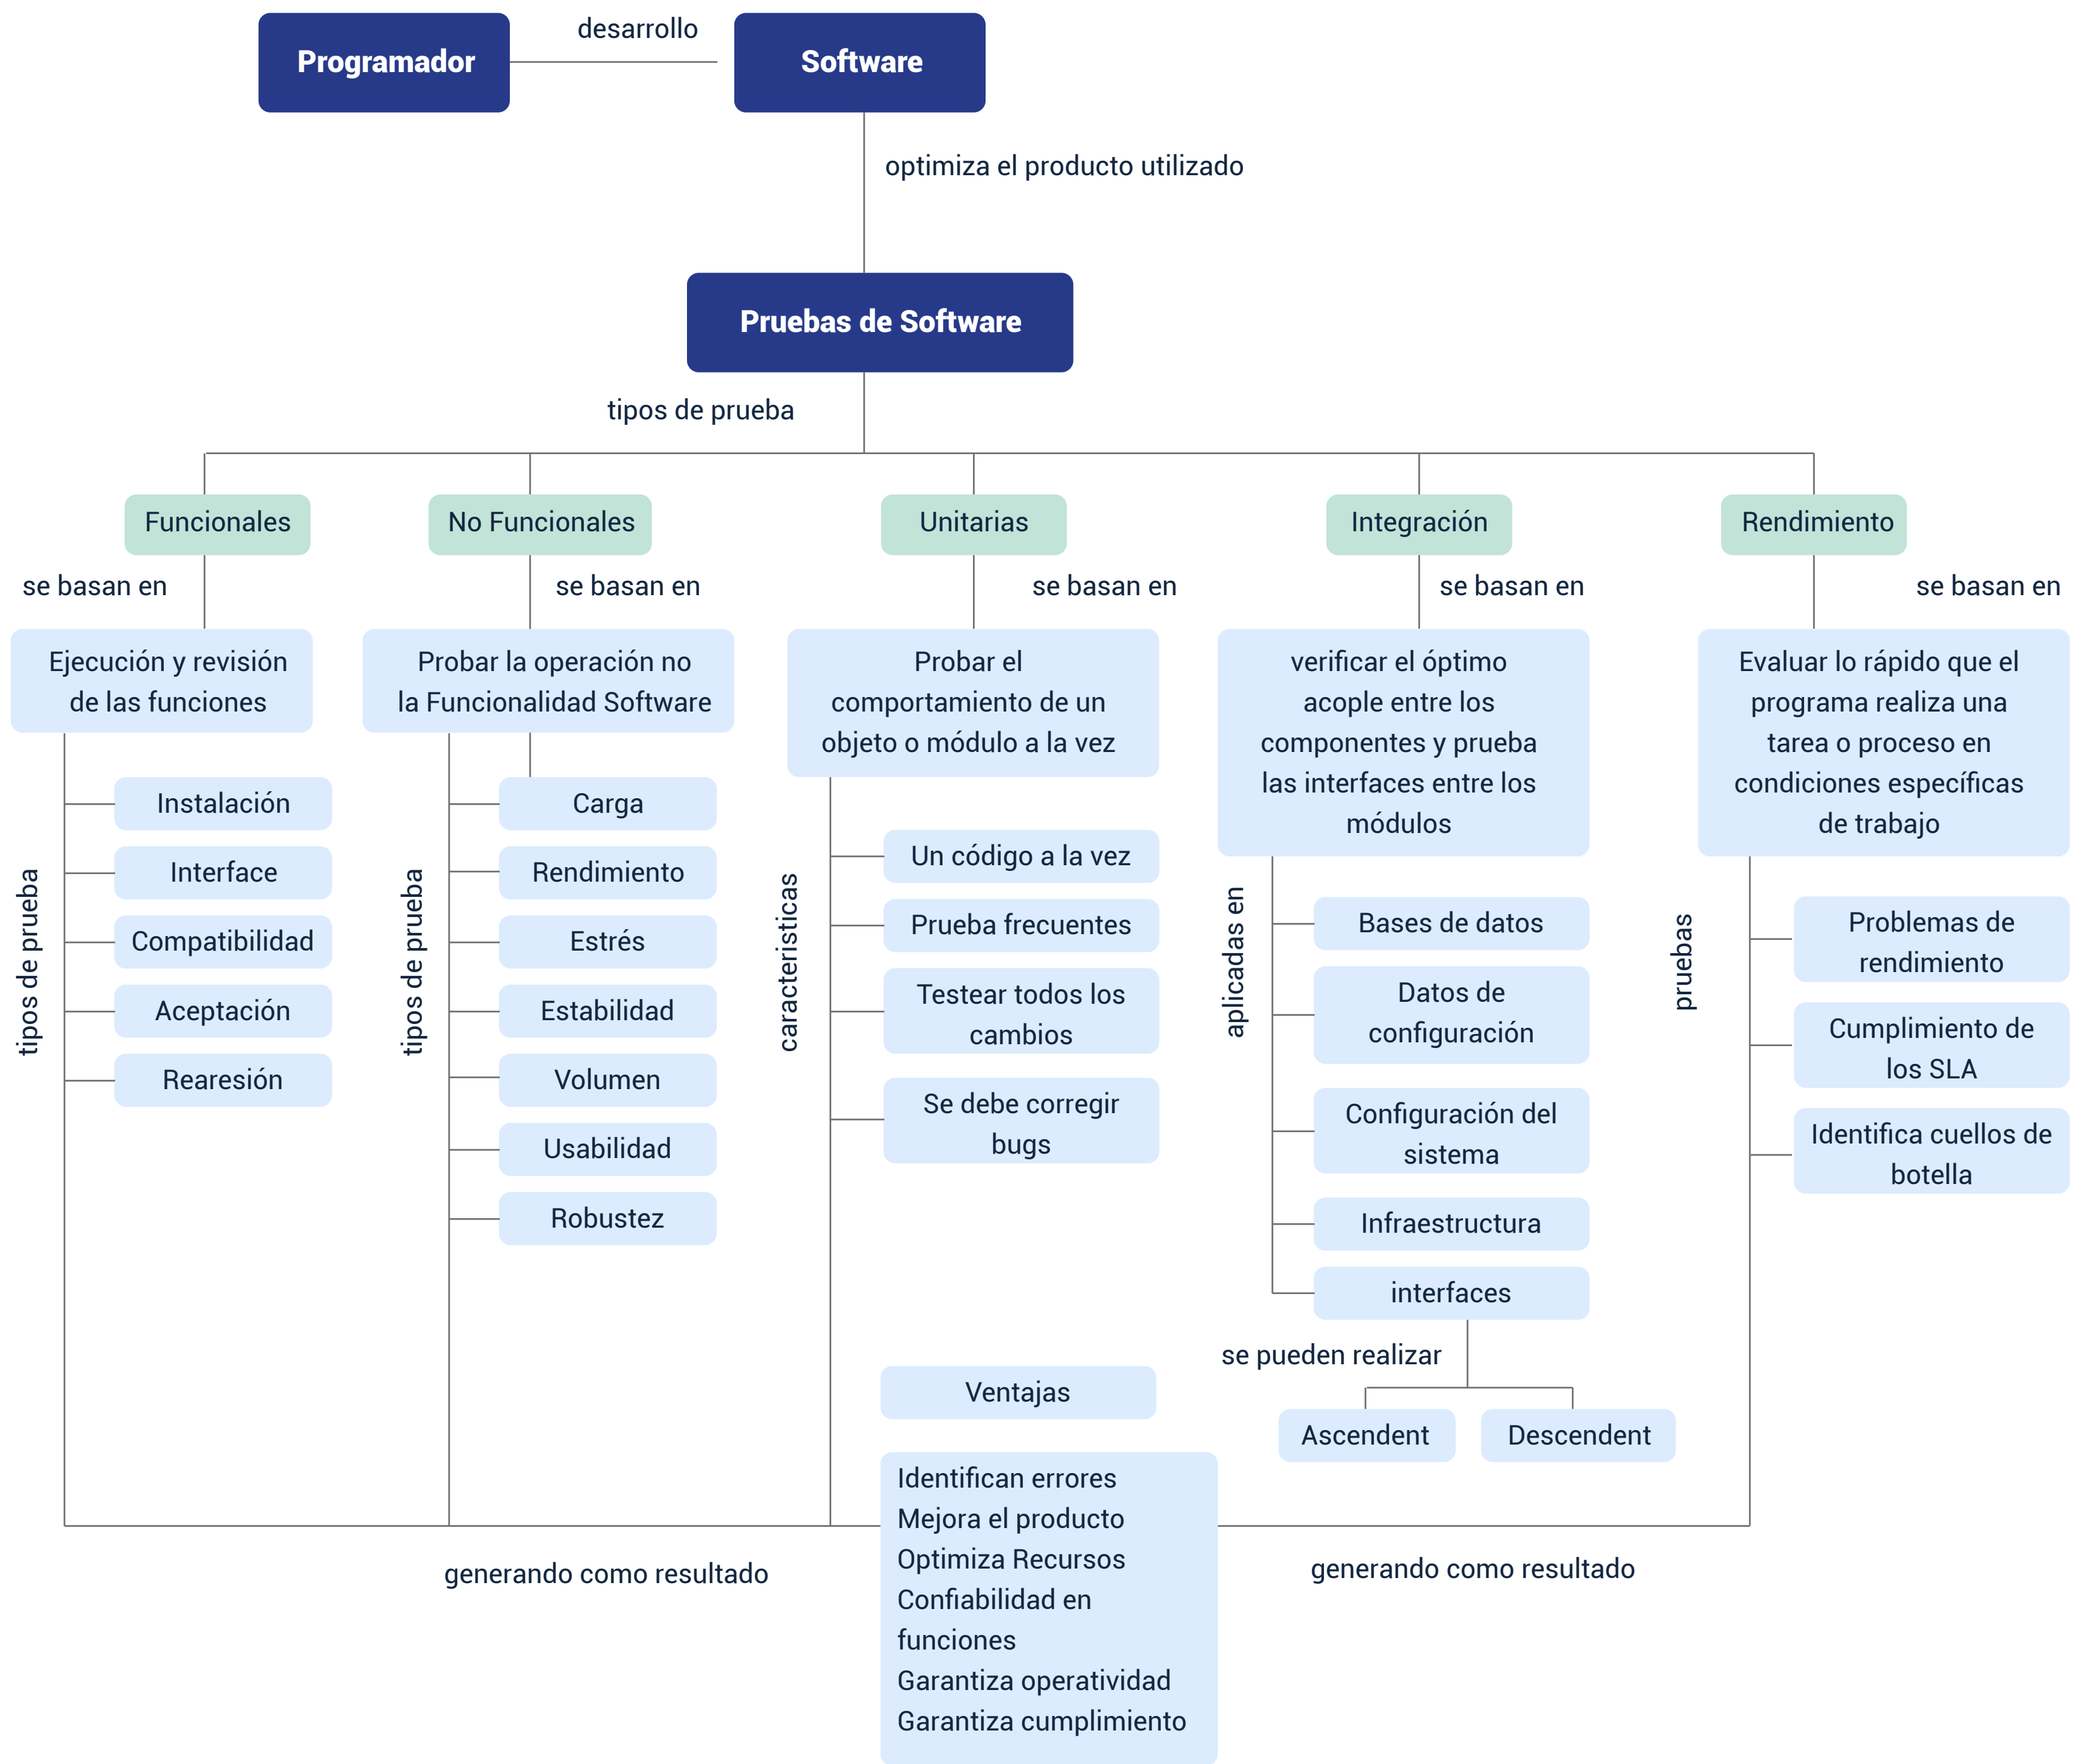 Programador
desarrollo
Software
optimiza el producto utilizado
Pruebas de Software
tipos de prueba
Funcionales
No Funcionales
Unitarias
Integración
Rendimiento
se basan en
se basan en
se basan en
se basan en
se basan en
Ejecución y revisión
de las funciones
tipos de prueba
Instalación
Interface
Compatibilidad
Aceptación
Rearesión
Probar la operación no
la Funcionalidad Software
tipos de prueba
Carga
Rendimiento
Estrés
Estabilidad
Volumen
Usabilidad
Robustez
Probar el
comportamiento de un
objeto o módulo a la vez
caracteristicas
Un código a la vez
Prueba frecuentes
Testear todos los
cambios
Se debe corregir
bugs
verificar el óptimo
acople entre los
componentes y prueba
las interfaces entre los
módulos
aplicadas en
Bases de datos
Datos de
configuración
Configuración del
sistema
Infraestructura
interfaces
se pueden realizar
Ascendent
Descendent
Evaluar lo rápido que el
programa realiza una
tarea o proceso en
condiciones específicas
de trabajo
pruebas
Problemas de
rendimiento
Cumplimiento de
los SLA
Identifica cuellos de
botella
Ventajas
Identifican errores
Mejora el producto
Optimiza Recursos
Confiabilidad en
funciones
Garantiza operatividad
Garantiza cumplimiento
generando como resultado
generando como resultado